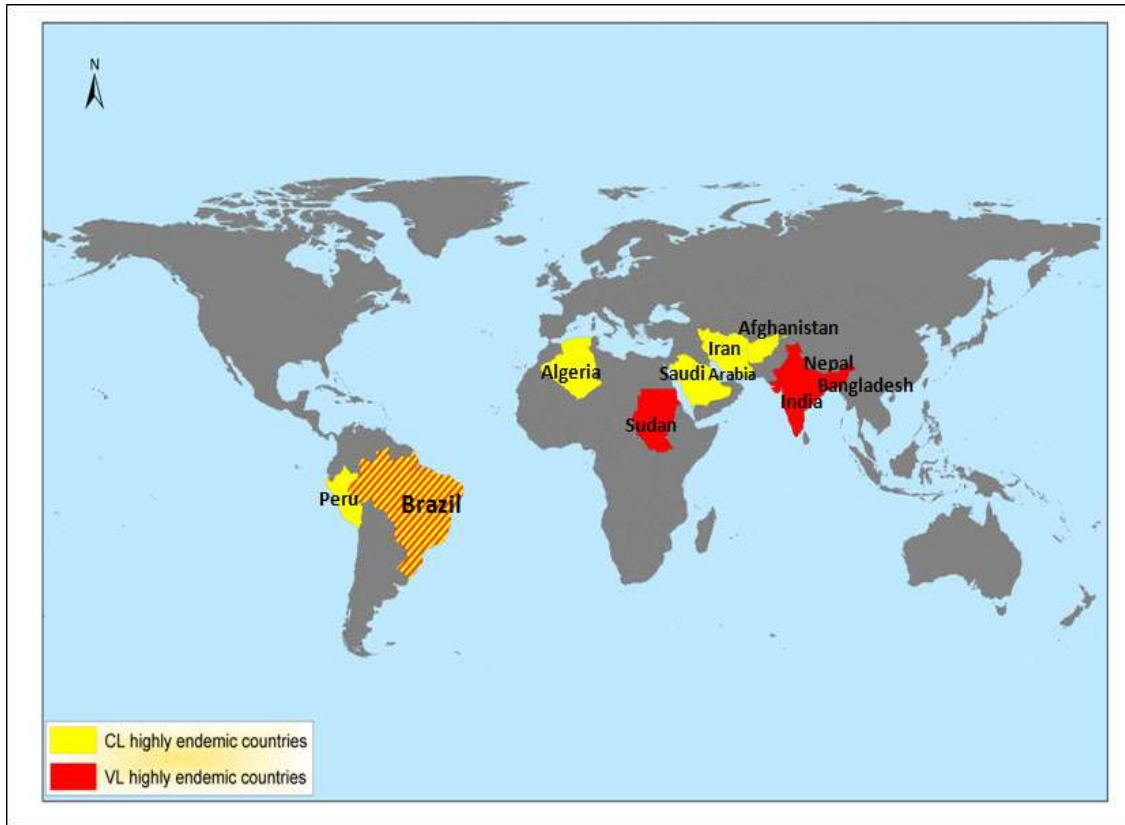 N
Afghanistan
Iran
Nepal
Algeria
Saudi Arabia
Bangladesh
India
Sudan
Peru
Brazil
CL highly endemic countries
VL highly endemic countries